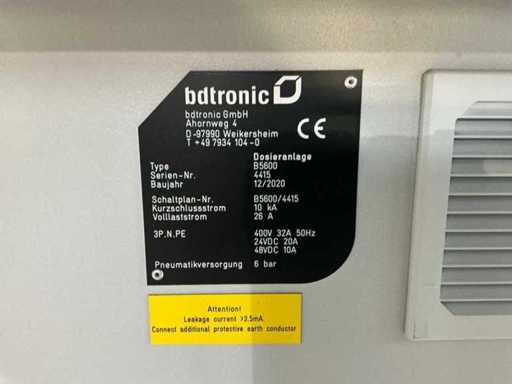 bdtronic
bdtronic GmbH
Ahornweg 4
D-97990 Weikersheim
T +49 7934 104-0
CE
Dosieranlage
Type B5600
Serien-Nr. 4415
Baujahr 12/2020
Schaltplan-Nr. B5600/4415
Kurzschlussstrom 10 kA
Volllaststrom 26 A
3P.N.PE 400V 32A 50Hz
24VDC 20A
48VDC 10A
Pneumatikversorgung 6 bar
Attention!
Leakage current >3.5mA.
Connect additional protective earth conductor